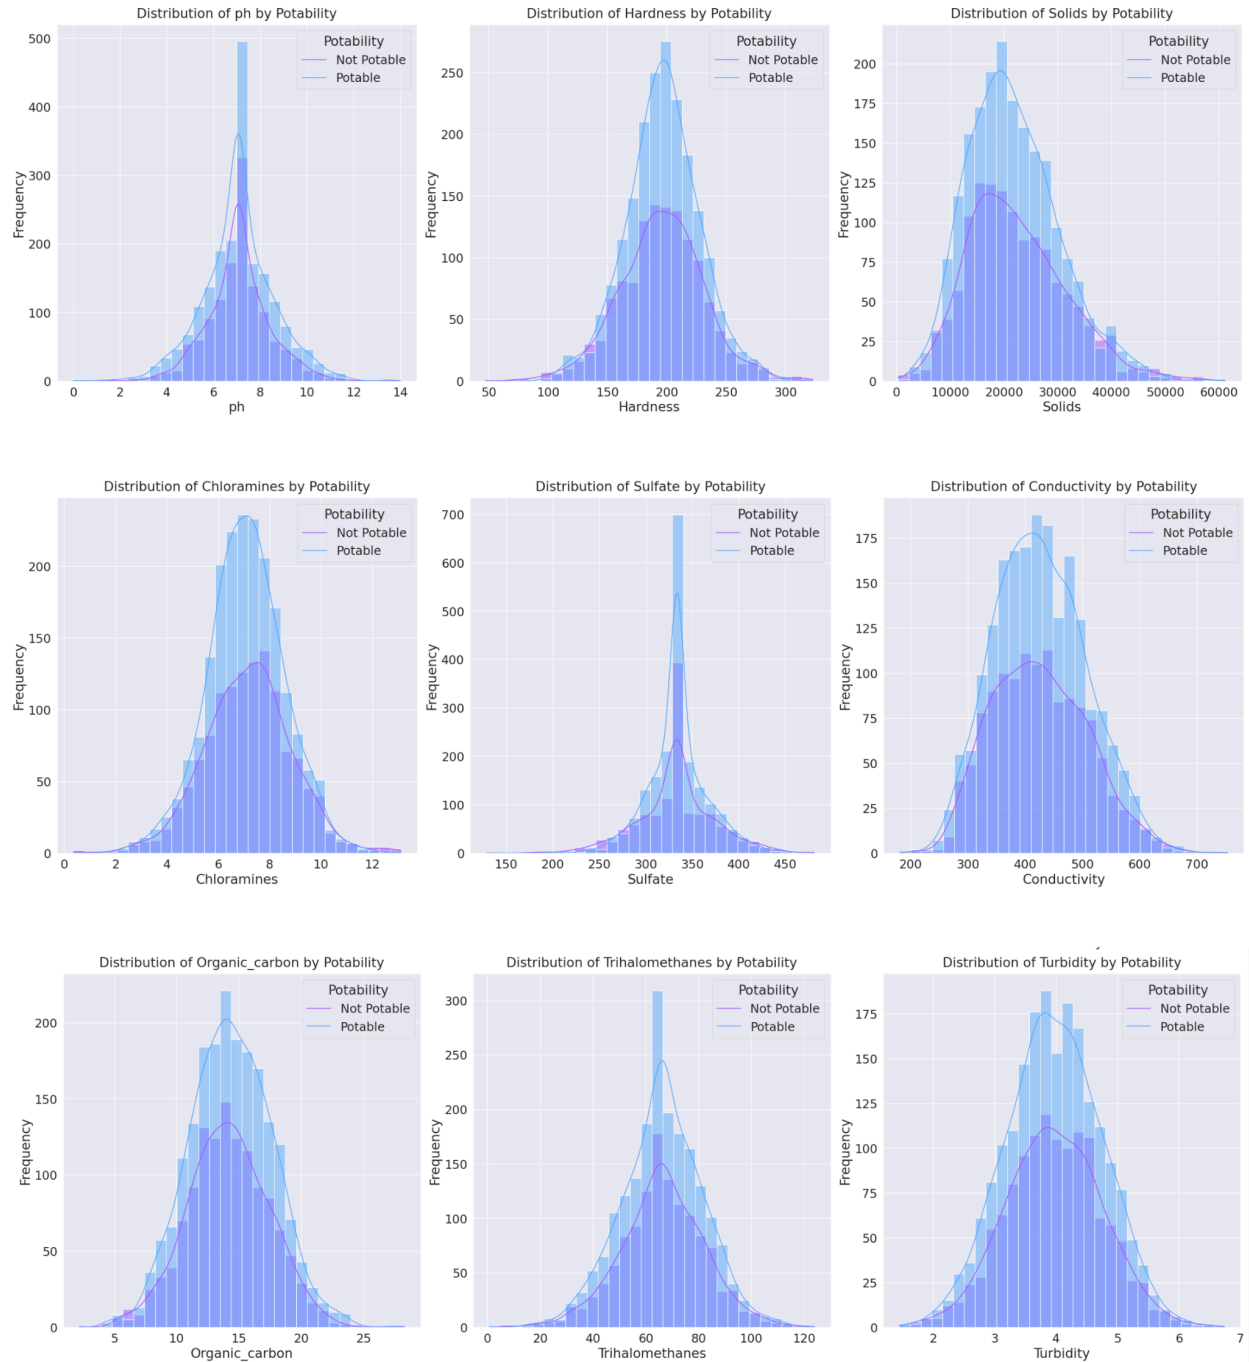 Distribution of ph by Potability
Potability
Not Potable
Potable
Frequency
500
400
300
200
100
0
0 2 4 6 8 10 12 14
ph
Distribution of Hardness by Potability
Potability
Not Potable
Potable
Frequency
250
200
150
100
50
0
50 100 150 200 250 300
Hardness
Distribution of Solids by Potability
Potability
Not Potable
Potable
Frequency
200
175
150
125
100
75
50
25
0
0 10000 20000 30000 40000 50000 60000
Solids
Distribution of Chloramines by Potability
Potability
Not Potable
Potable
Frequency
200
150
100
50
0
0 2 4 6 8 10 12
Chloramines
Distribution of Sulfate by Potability
Potability
Not Potable
Potable
Frequency
700
600
500
400
300
200
100
0
150 200 250 300 350 400 450
Sulfate
Distribution of Conductivity by Potability
Potability
Not Potable
Potable
Frequency
175
150
125
100
75
50
25
0
200 300 400 500 600 700
Conductivity
Distribution of Organic_carbon by Potability
Potability
Not Potable
Potable
Frequency
200
150
100
50
0
5 10 15 20 25
Organic_carbon
Distribution of Trihalomethanes by Potability
Potability
Not Potable
Potable
Frequency
300
250
200
150
100
50
0
0 20 40 60 80 100 120
Trihalomethanes
Distribution of Turbidity by Potability
Potability
Not Potable
Potable
Frequency
175
150
125
100
75
50
25
0
2 3 4 5 6 7
Turbidity